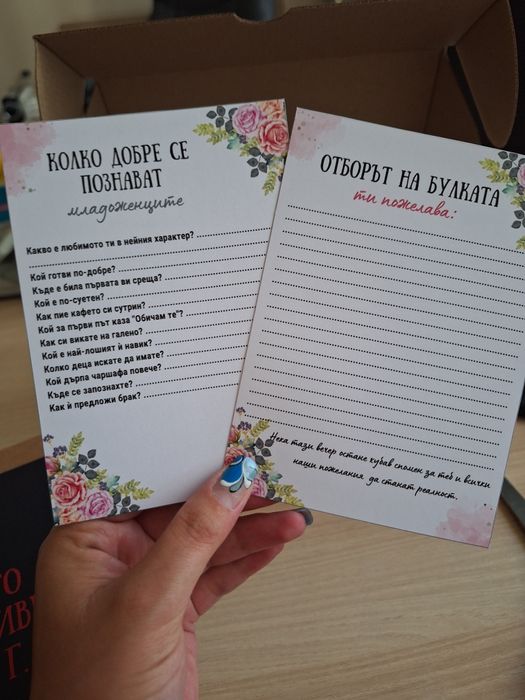 КОЛКО ДОБРЕ СЕ
ПОЗНАВАТ
младоженците
Какво е любимото ти в нейния характер?
Кой готви по-добре?
Къде е била първата ви среща?
Кой е по-суетен?
Как пие кафето си сутрин?
Кой за първи път каза "Обичам те"?
Как си викате на галено?
Кой е най-лошият ѝ навик?
Колко деца искате да имате?
Кой дърпа чаршафа повече?
Къде се запознахте?
Как ѝ предложи брак?
ОТБОРЪТ НА БУЛКАТА
ти пожелава:
Нека тази вечер остане хубав спомен за теб и всички
наши пожелания да станат реалност.
Г.